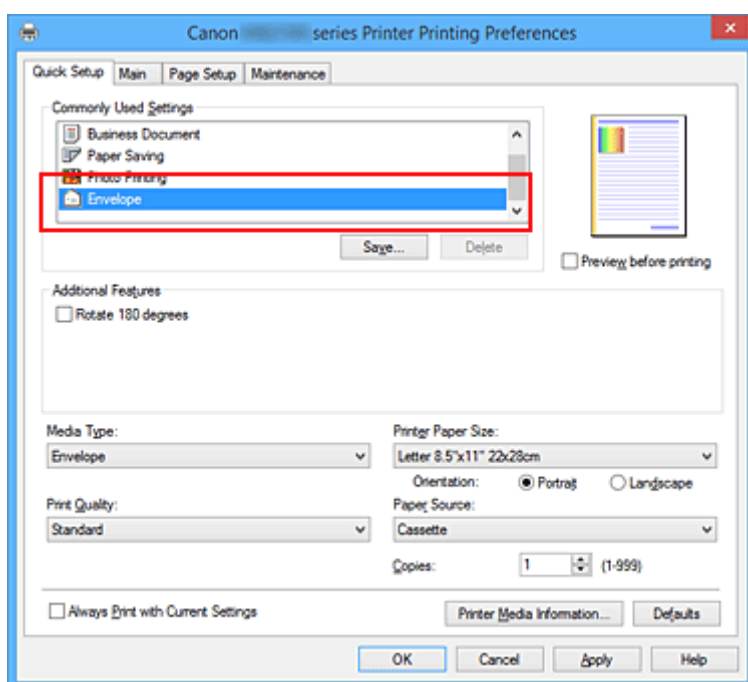 Canon series Printer Printing Preferences
Quick Setup Main Page Setup Maintenance
Commonly Used Settings
Business Document
Paper Saving
Photo Printing
Envelope
Save... Delete
Preview before printing
Additional Features
Rotate 180 degrees
Media Type:
Envelope
Printer Paper Size:
Letter 8.5"x11" 22x28cm
Orientation: Portrait Landscape
Print Quality:
Standard
Paper Source:
Cassette
Copies: 1 (1-999)
Always Print with Current Settings
Printer Media Information... Defaults
OK Cancel Apply Help